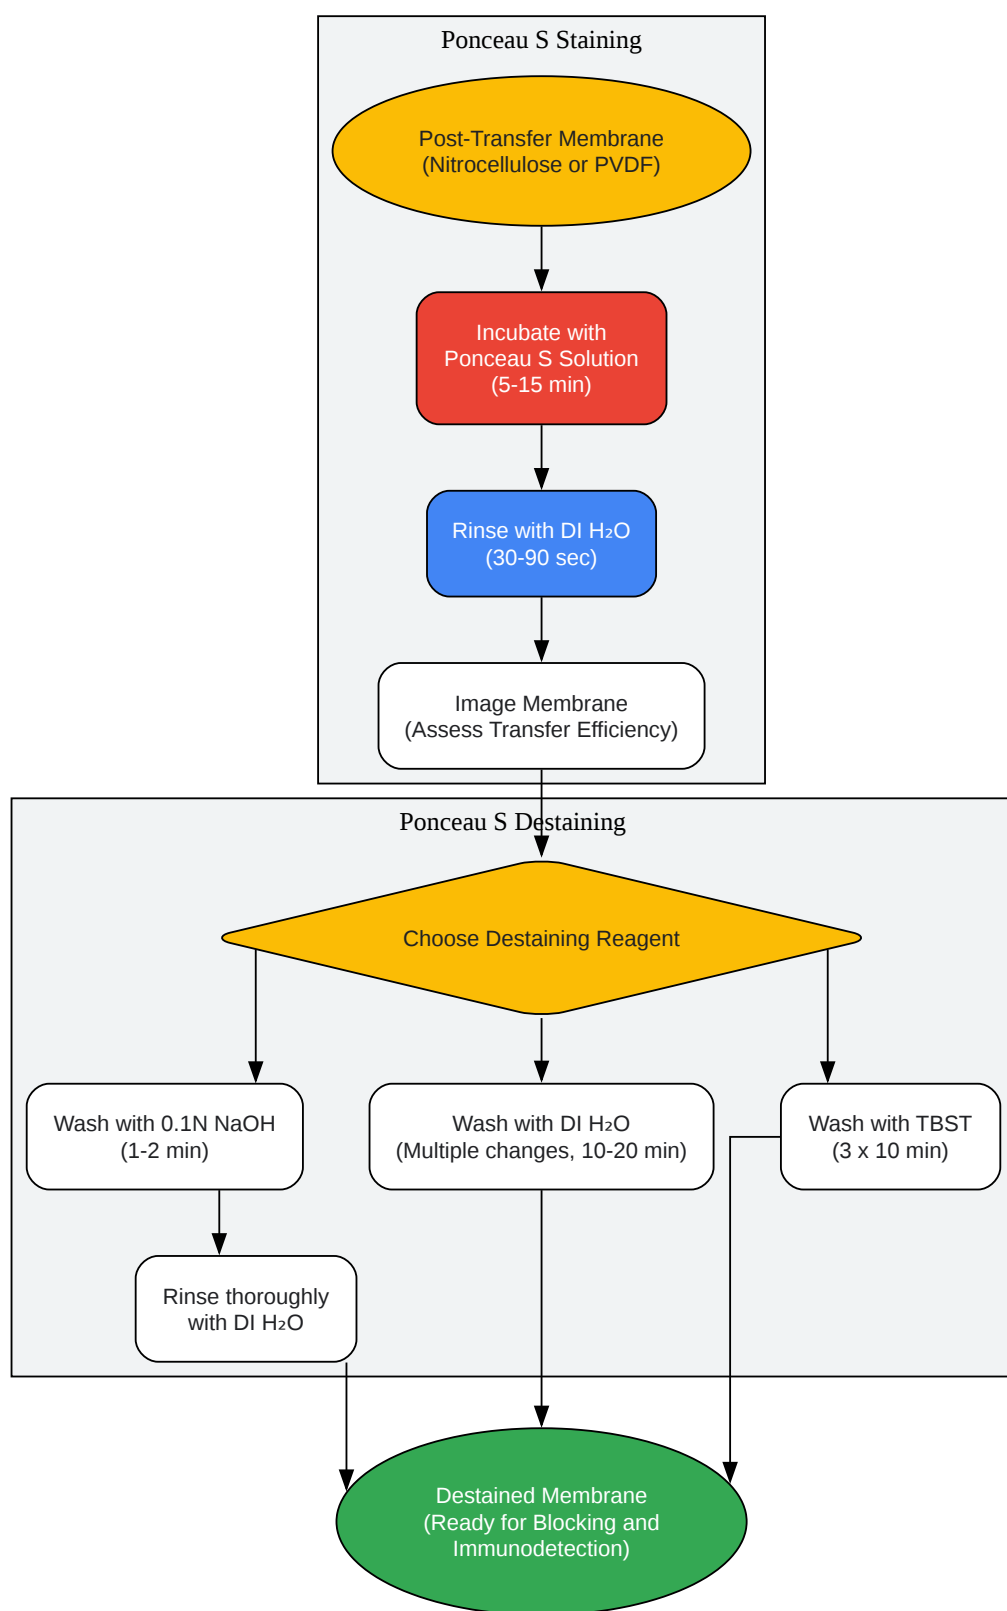 Ponceau S Staining
Post-Transfer Membrane
(Nitrocellulose or PVDF)
Incubate with
Ponceau S Solution
(5-15 min)
Rinse with DI H₂O
(30-90 sec)
Image Membrane
(Assess Transfer Efficiency)
Ponceau S Destaining
Choose Destaining Reagent
Wash with 0.1N NaOH
(1-2 min)
Wash with DI H₂O
(Multiple changes, 10-20 min)
Wash with TBST
(3 x 10 min)
Rinse thoroughly
with DI H₂O
Destained Membrane
(Ready for Blocking and
Immunodetection)